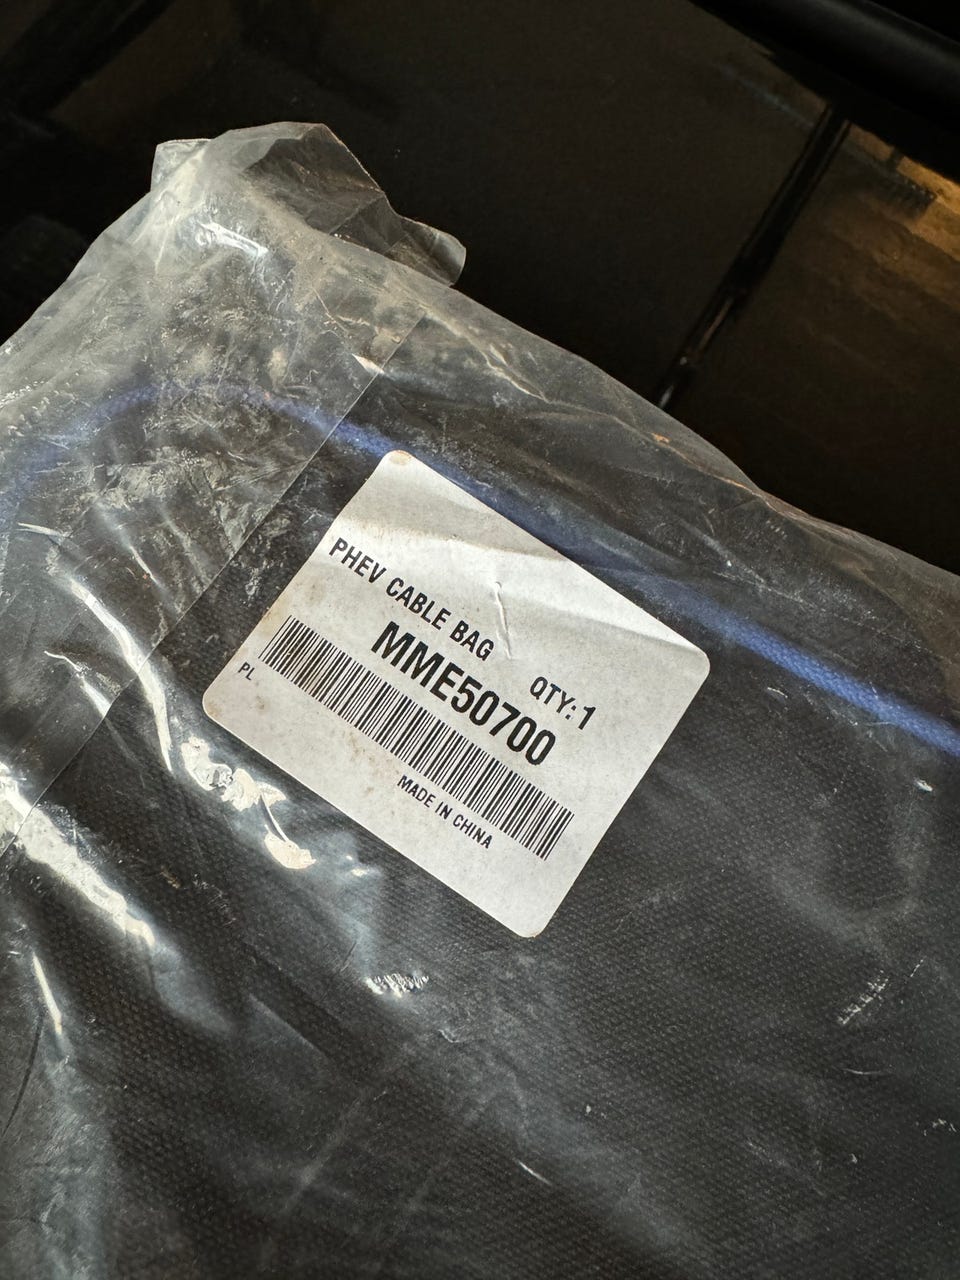 PHEV CABLE BAG
QTY: 1
MME50700
PL
MADE IN CHINA